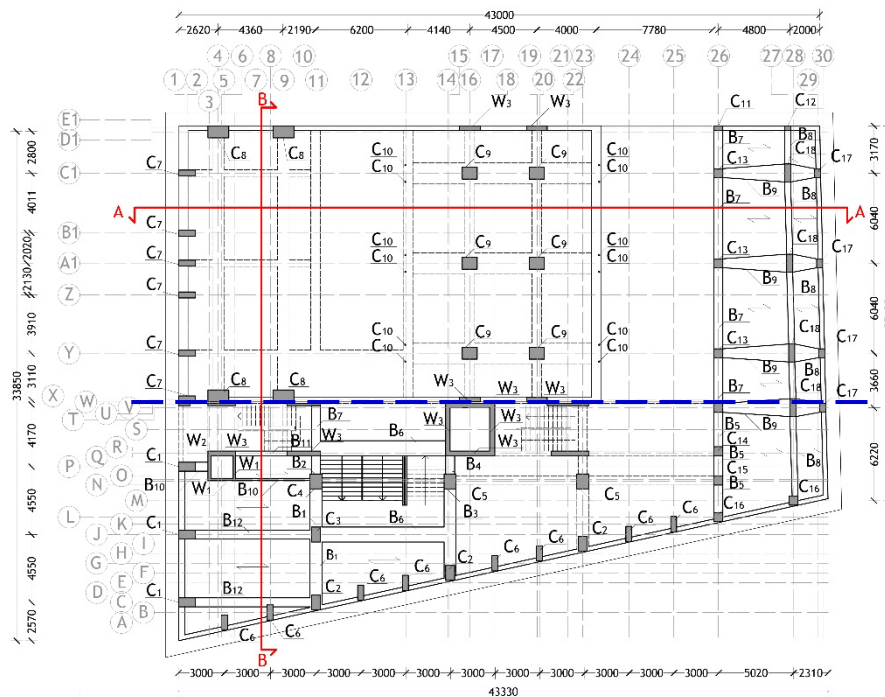 43000
2620 4360 2190 6200 4140 4500 4000 7780 4800 2000
4 6 8 10 15 17 19 21 23 24 25 26 27 28 30
1 2 5 7 9 11 12 13 14 16 18 20 22 29
3
B
W3 W3 C11 C12
E1
D1
C1
B1
A1
Z
Y
X W
T U V
S
R
Q
P O
N
M
L K
J I
H
G F
E
D C
B
A
2800
4011
2020
2130
3910
3110
33850
4170
4550
4550
2570
3170
6040
6040
3660
6220
C8 C8 C10 C9 C9 C10 B7 C18
C7 C10 C10 C13 C17
B7 B9 B8
A A
C7
C10 C9 C9 C10 C18
C7 C10 C10 C13 C17
B9 B8
C7
B7
C10 C9 C9 C10 C18
C7 C10 C10 C13 C17
B9 B8
C7 C8 C8 W3 W3 W3 B7 C18 C17
B7 W3 W3
W2 W3 B11 W3 B6 W3 B5 B9
C1 W1 B2 B4 C14 B8
B5
C15
B10 W1 B10 C4 C5 C5 B5 C16
B1 B6 B3 C16
C1 B12 C3
B1 C6 C2 C6 C6
C6 C6 C2
C1 B12 C2 C6 C6
C6 C6
B
3000 3000 3000 3000 3000 3000 3000 3000 3000 3000 3000 3000 5020 2310
43330